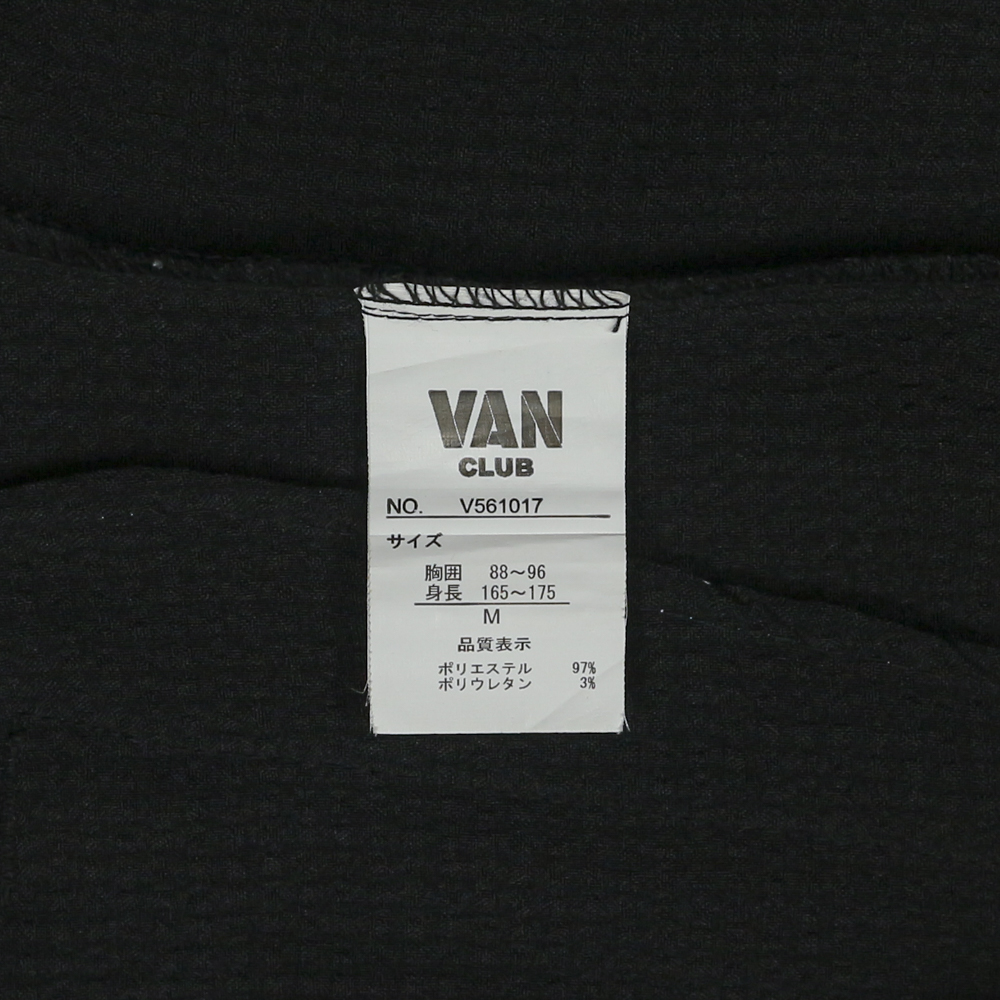 VAN
CLUB
NO. V561017
サイズ
胸囲 88～96
身長 165～175
M
品質表示
ポリエステル 97%
ポリウレタン 3%